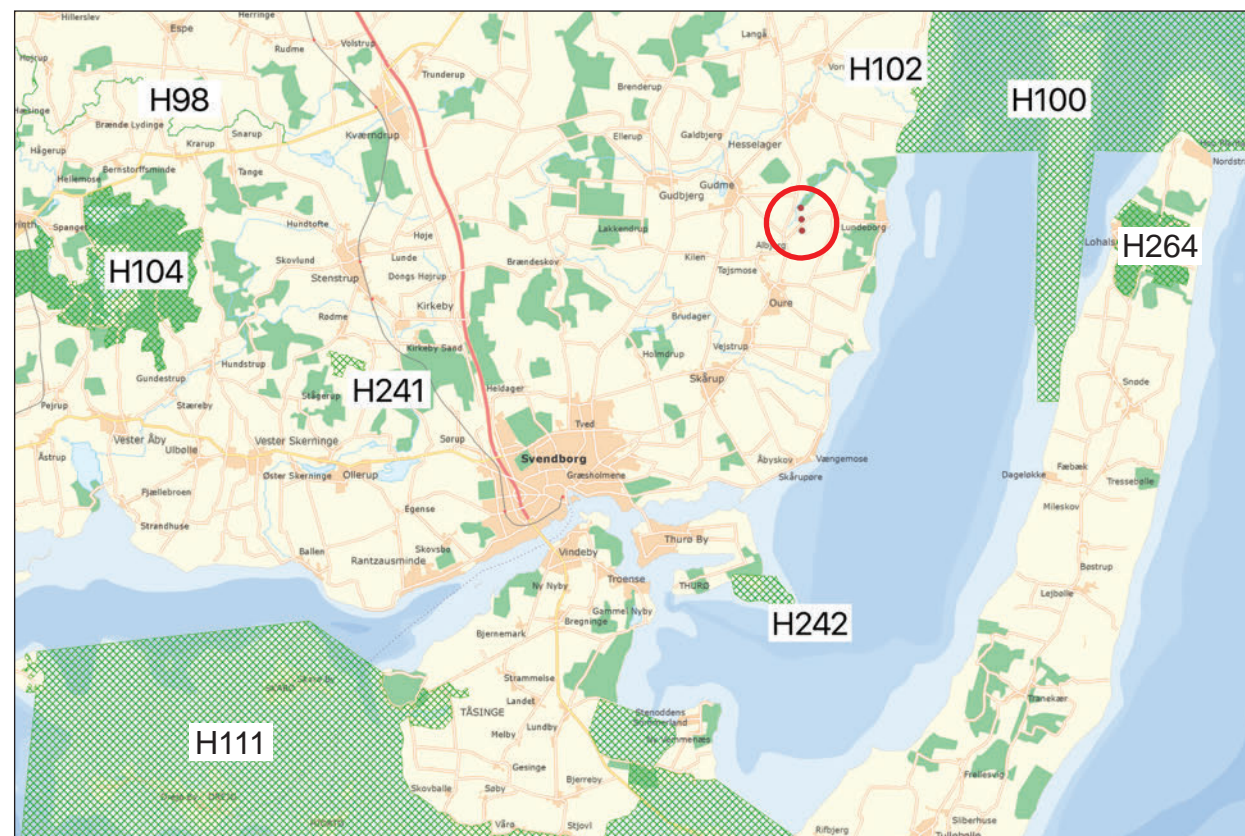 Hillerslev
Herringe
Espe
Rudme
Volstrup
Trunderup
Langå
H102
H100
H98
Brænde Lydinge
Snarup
Krarup
Hågerup
Bernstorffsminde
Hellemose
Tange
Kværndrup
Brenderup
Ellerup
Galdbjerg
Hesselager
Gudme
Gudbjerg
Spanget
Hundtofte
Høje
Lakkendrup
Lundeborg
Albjerg
H104
Skovlund
Lunde
Stenstrup
Dongs Højrup
Brændeskov
Kilen
Tøjsmose
H264
Kirkeby
Oure
Rødme
Brudager
Kirkeby Sand
Holmdrup
Vejstrup
Hundstrup
Gundestrup
Stågerup
H241
Heldager
Skårup
Snøde
Pejrup
Stæreby
Tved
Vester Åby
Ulbølle
Vester Skerninge
Sørup
Åstrup
Svendborg
Åbyskov
Vængemose
Øster Skerninge
Ollerup
Græsholmene
Skårupøre
Dageløkke
Fæbæk
Tressebølle
Fjællebroen
Egense
Mileskov
Strandhuse
Ballen
Skovsbo
Rantzausminde
Vindeby
Thurø By
Bøstrup
Ny Nyby
Troense
THURØ
Lejbølle
Gammel Nyby
Bregninge
H242
Bjernemark
Strammelse
Landet
TÅSINGE
Lundby
Melby
Tranekær
H111
Gesinge
Bjerreby
Skovballe
Søby
Frellesvig
Vårø
Stjovl
Rifbjerg
Stiberhuse
Tullebølle